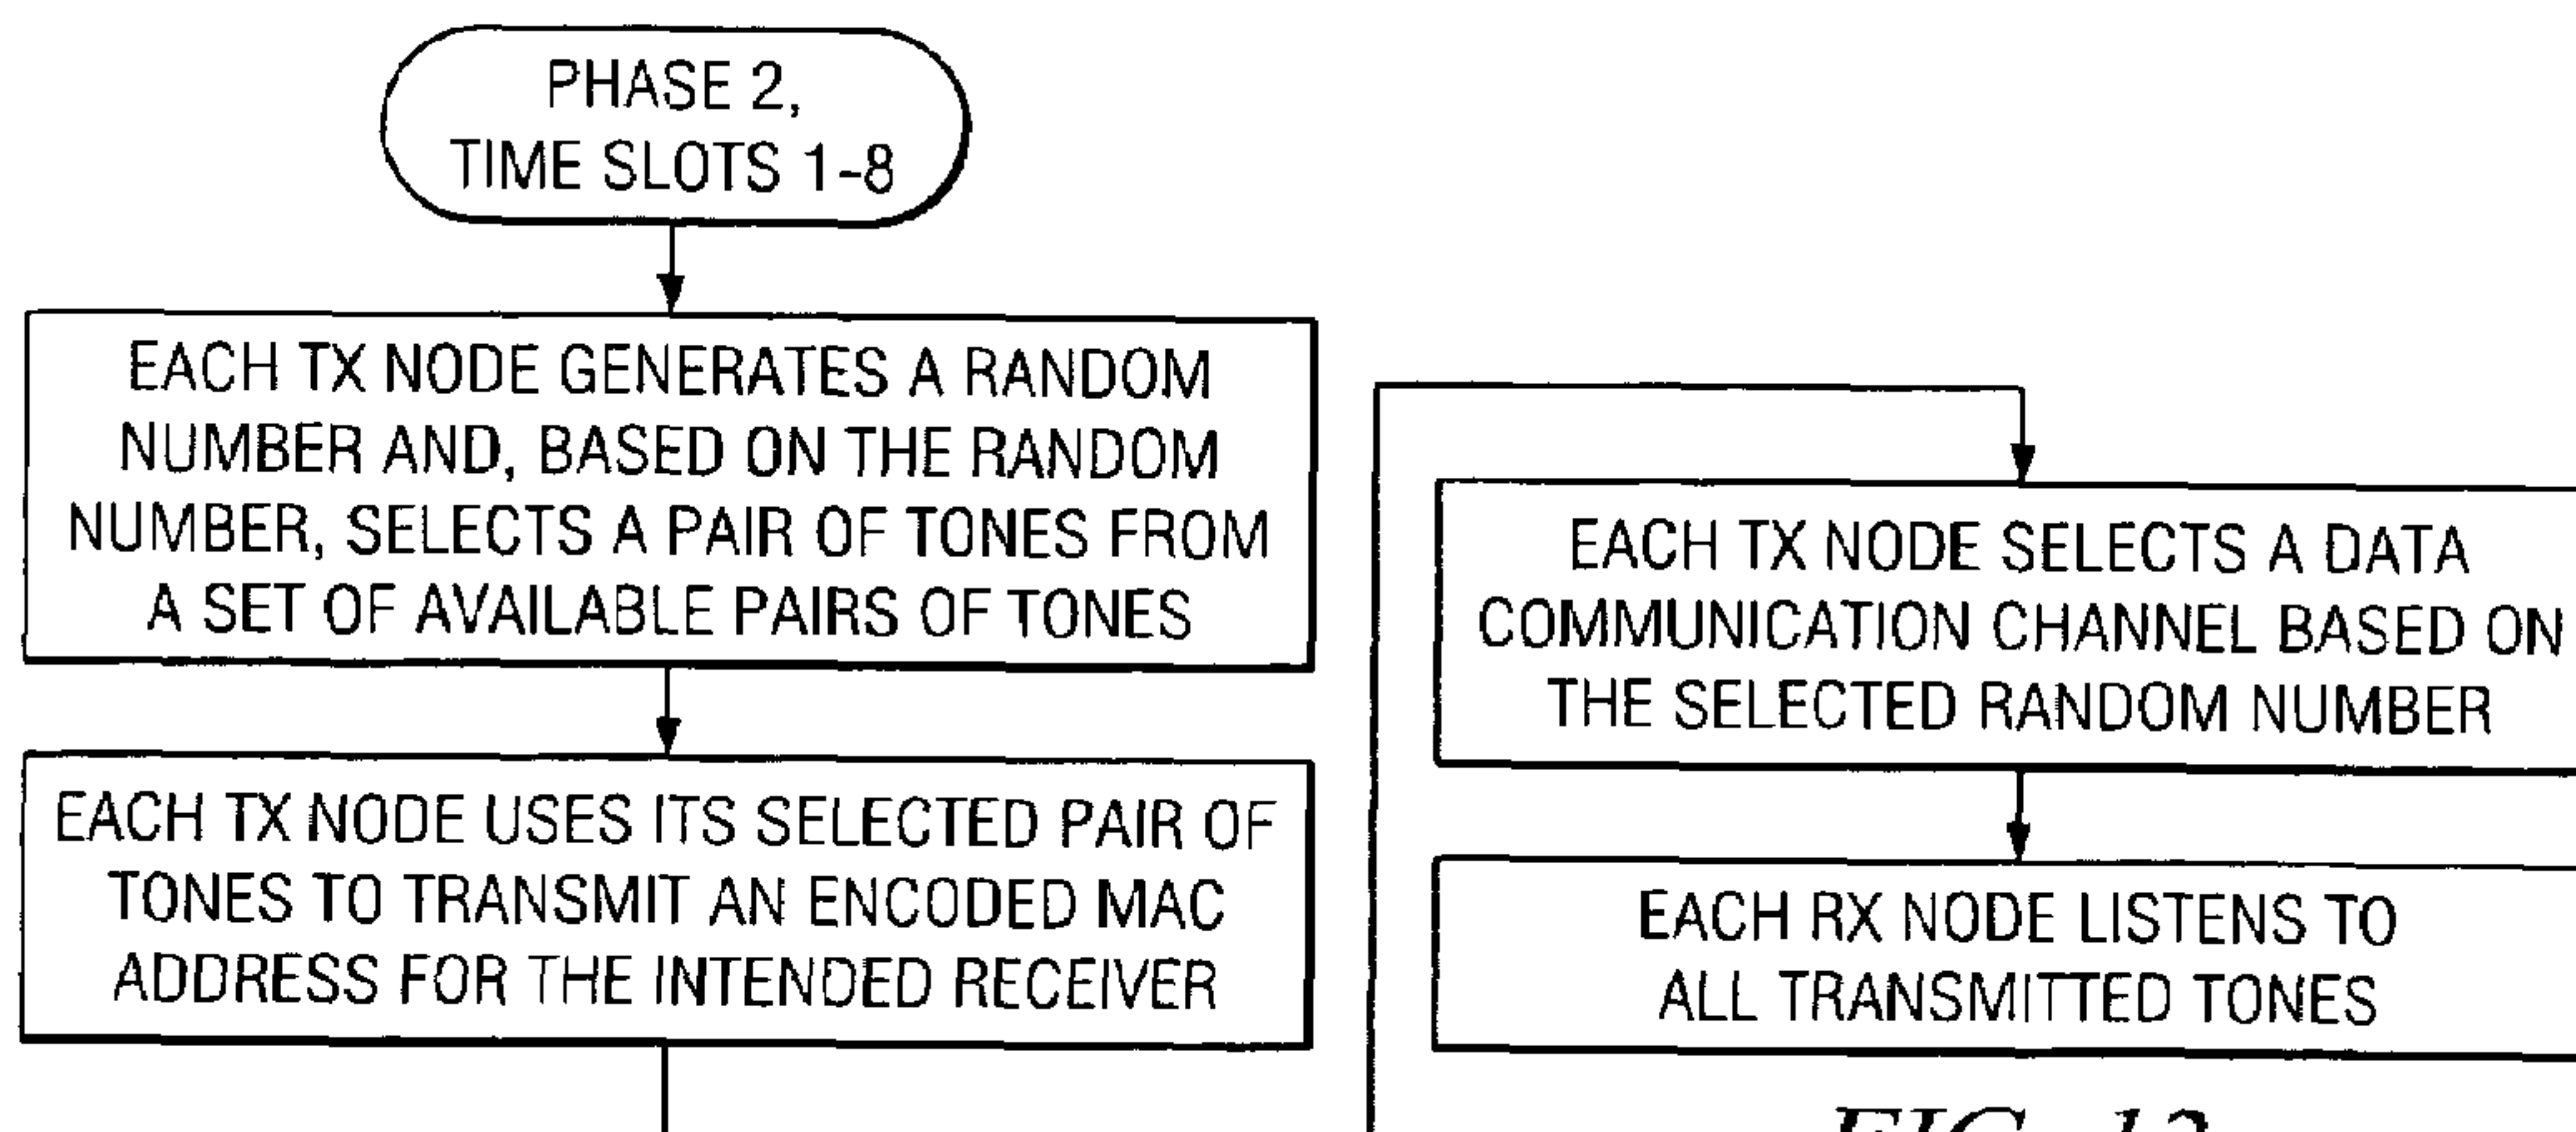 PHASE 2,
TIME SLOTS 1-8
EACH TX NODE GENERATES A RANDOM
NUMBER AND, BASED ON THE RANDOM
NUMBER, SELECTS A PAIR OF TONES FROM
A SET OF AVAILABLE PAIRS OF TONES
EACH TX NODE USES ITS SELECTED PAIR OF
TONES TO TRANSMIT AN ENCODED MAC
ADDRESS FOR THE INTENDED RECEIVER
EACH TX NODE SELECTS A DATA
COMMUNICATION CHANNEL BASED ON
THE SELECTED RANDOM NUMBER
EACH RX NODE LISTENS TO
ALL TRANSMITTED TONES